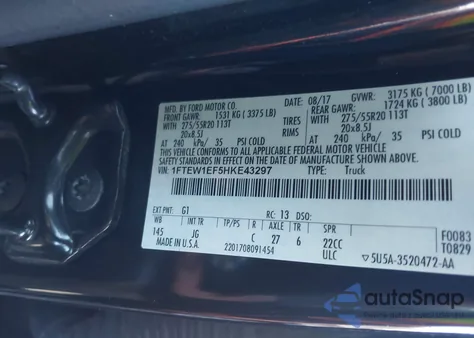 MFD. BY FORD MOTOR CO.
08/17 GVWR: 3175 KG ( 7000 LB)
FRONT GAWR: 1531 KG ( 3375 LB) REAR GAWR: 1724 KG ( 3800 LB)
WITH 275/55R20 113T TIRES WITH 275/55R20 113T
20x8.5J RIMS 20x8.5J
AT 240 kPa/ 35 PSI COLD AT 240 kPa/ 35 PSI COLD
THIS VEHICLE CONFORMS TO ALL APPLICABLE FEDERAL MOTOR VEHICLE SAFETY AND THEFT PREVENTION STANDARDS IN EFFECT ON THE DATE OF MANUFACTURE SHOWN ABOVE.
VIN: 1FTEW1EF5HKE43297 TYPE: Truck
EXT PNT: G1 RC: 13 DSO:
WB INT TR TP/PS R AXLE TR SPR F0083
145 JG C 27 6 22CC T0829
MADE IN U.S.A. 2201708091454 ULC ▽ 5U5A-3520472-AA
autoSnap